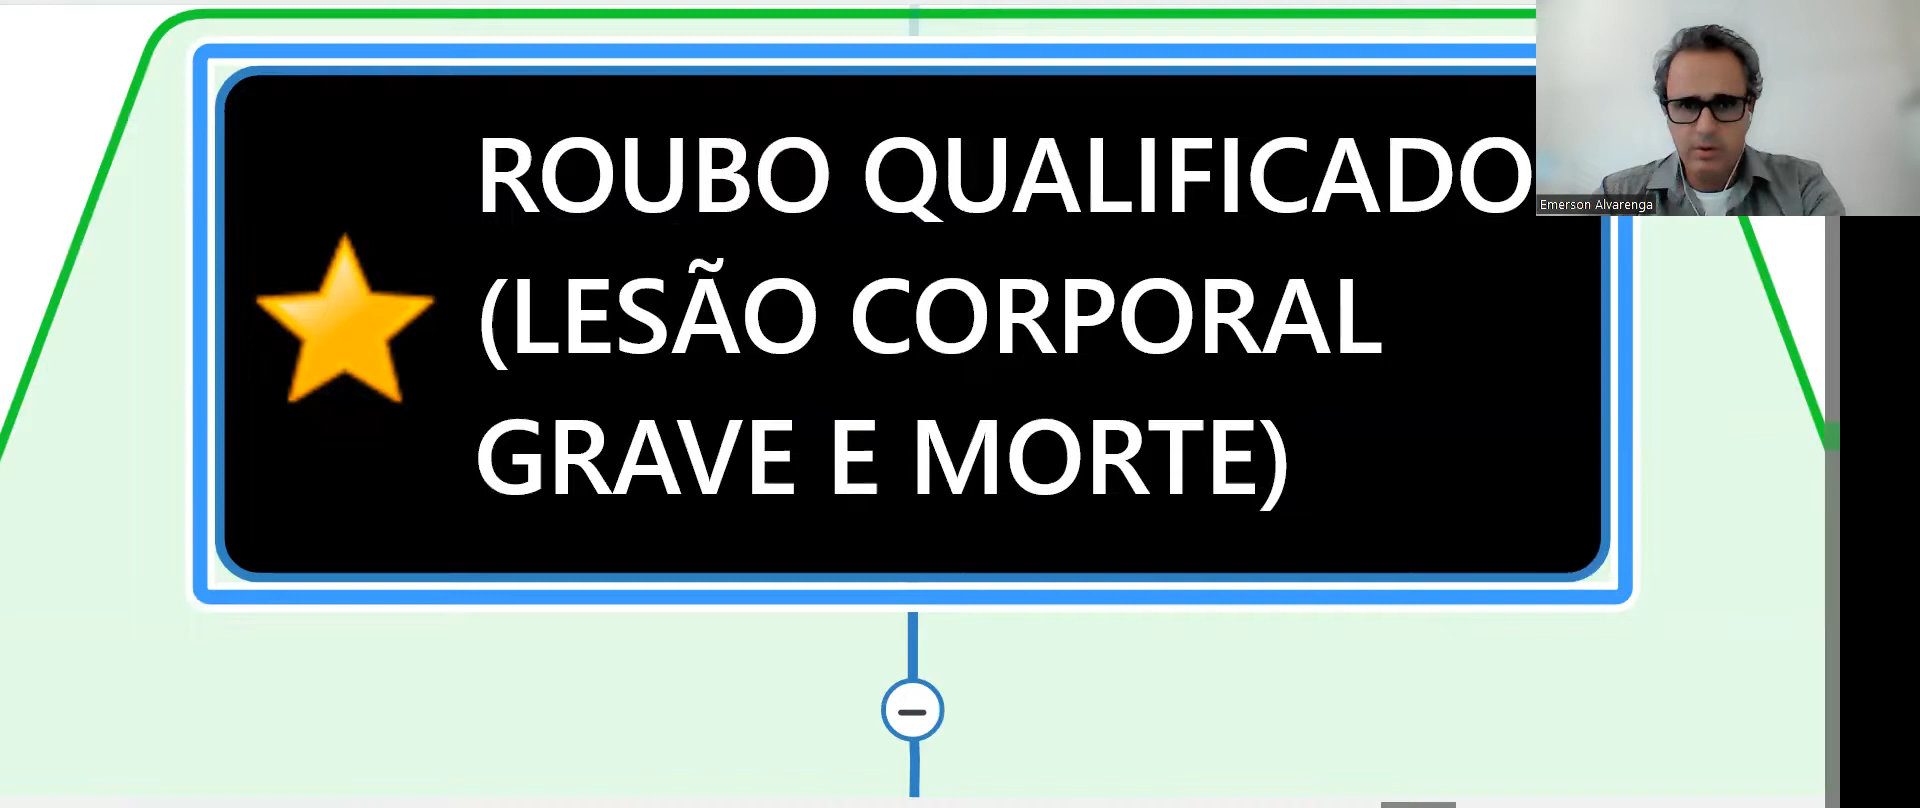 ROUBO QUALIFICADO
(LESÃO CORPORAL
GRAVE E MORTE)
Emerson Alvarenga